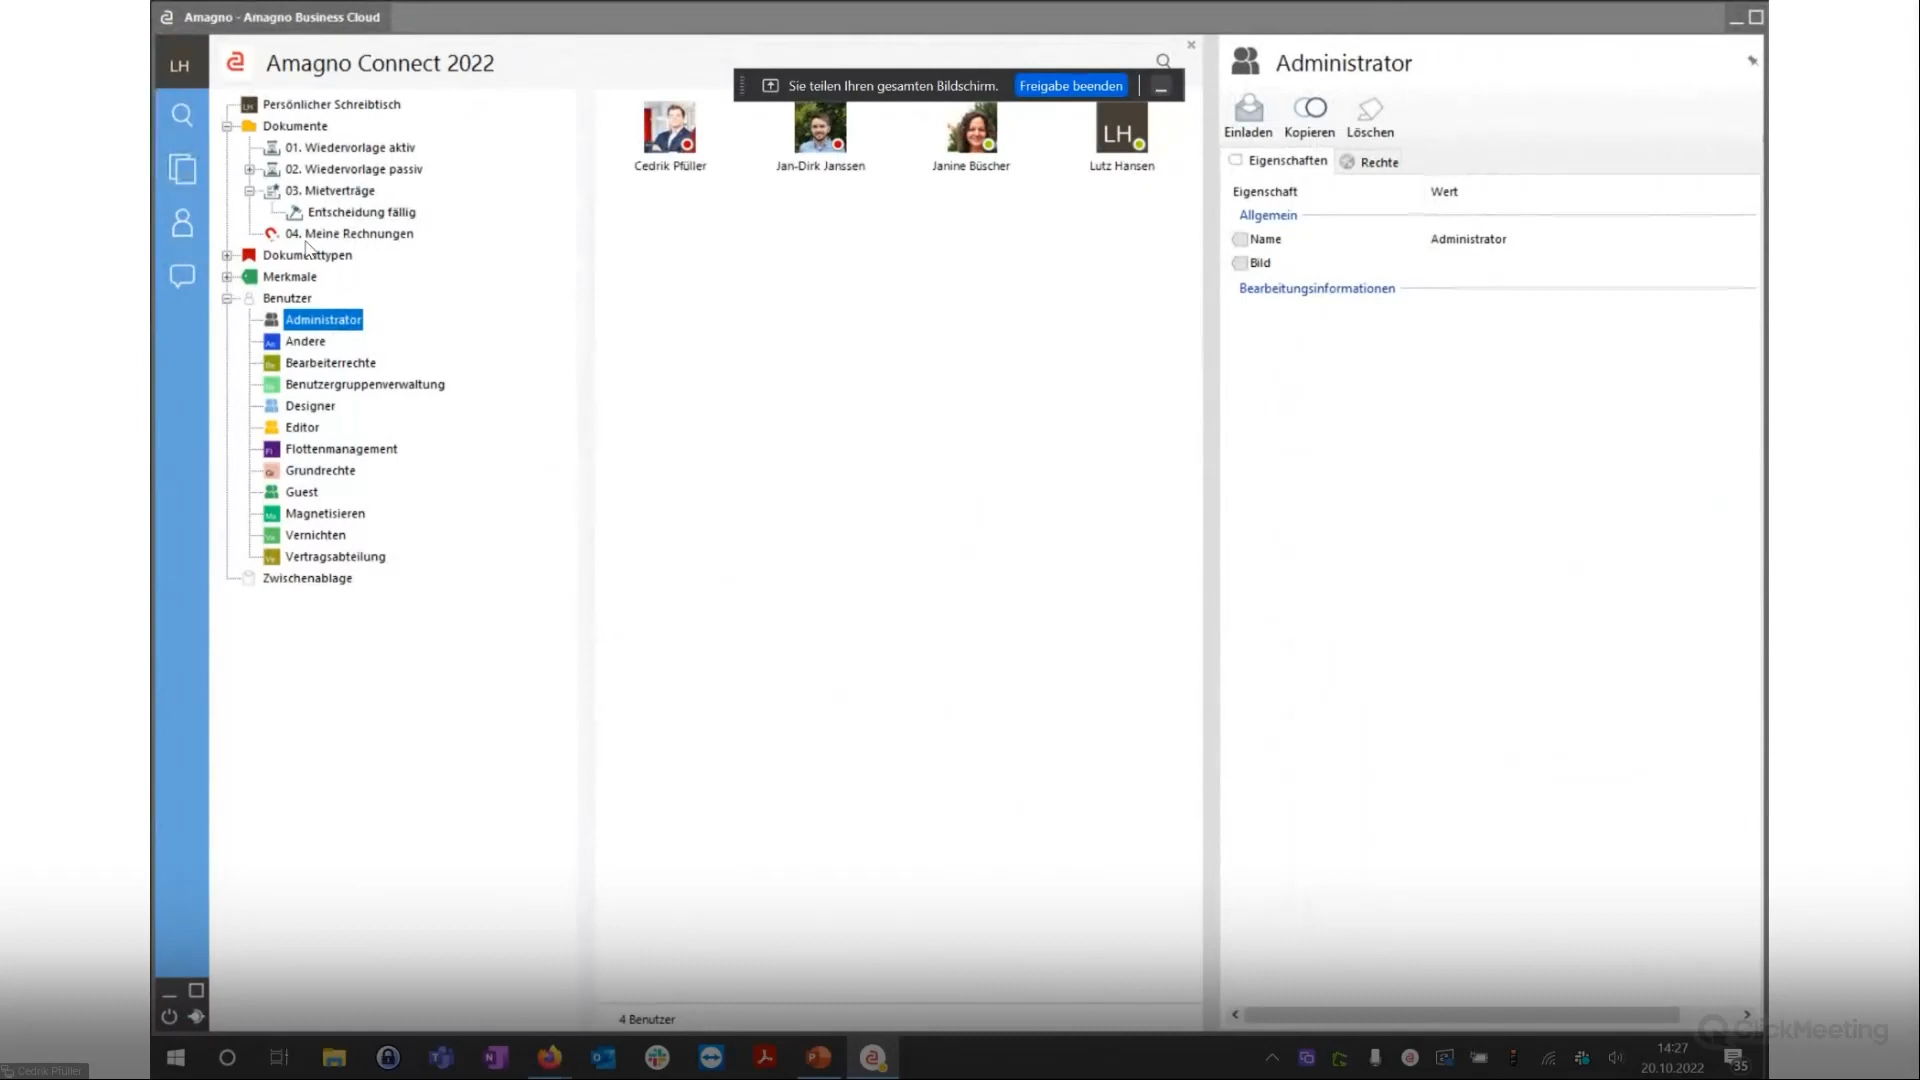 Amagno - Amagno Business Cloud
LH
Amagno Connect 2022
Persönlicher Schreibtisch
Dokumente
01. Wiedervorlage aktiv
02. Wiedervorlage passiv
03. Mietverträge
Entscheidung fällig
04. Meine Rechnungen
Merkmale
Benutzer
Administrator
Andere
Bearbeiterrechte
Benutzergruppenverwaltung
Designer
Editor
Flottenmanagement
Grundrechte
Guest
Magnetisieren
Vernichten
Vertragsabteilung
Zwischenablage
Sie teilen Ihren gesamten Bildschirm.
Freigabe beenden
LH
Cedrik Pfüller
Jan-Dirk Janssen
Janine Büscher
Lutz Hansen
4 Benutzer
Administrator
Einladen
Kopieren
Löschen
Eigenschaften
Rechte
Eigenschaft
Wert
Allgemein
Name
Administrator
Bild
Bearbeitungsinformationen
ClickMeeting
Cedrik Pfüller
14:27
20.10.2022
35